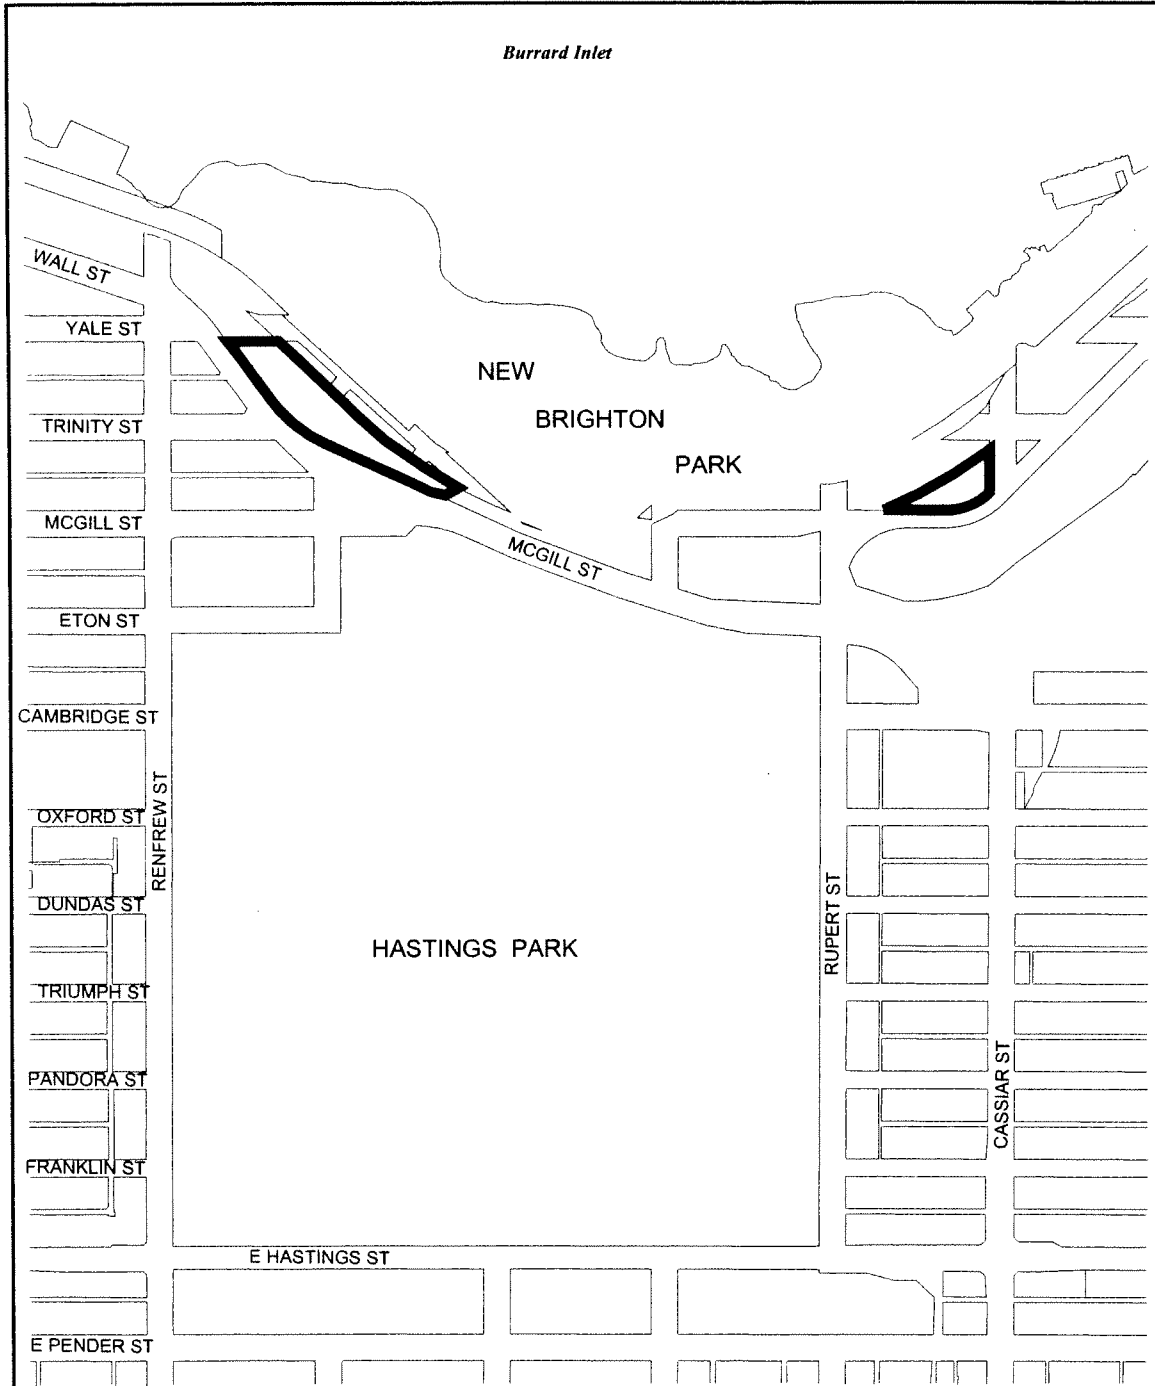 Burrard Inlet
WALL ST
YALE ST
NEW
BRIGHTON
PARK
TRINITY ST
MCGILL ST
MCGILL ST
ETON ST
CAMBRIDGE ST
RENFREW ST
OXFORD ST
DUNDAS ST
RUPERT ST
HASTINGS PARK
TRIUMPH ST
PANDORA ST
CASSIAR ST
FRANKLIN ST
E HASTINGS ST
E PENDER ST